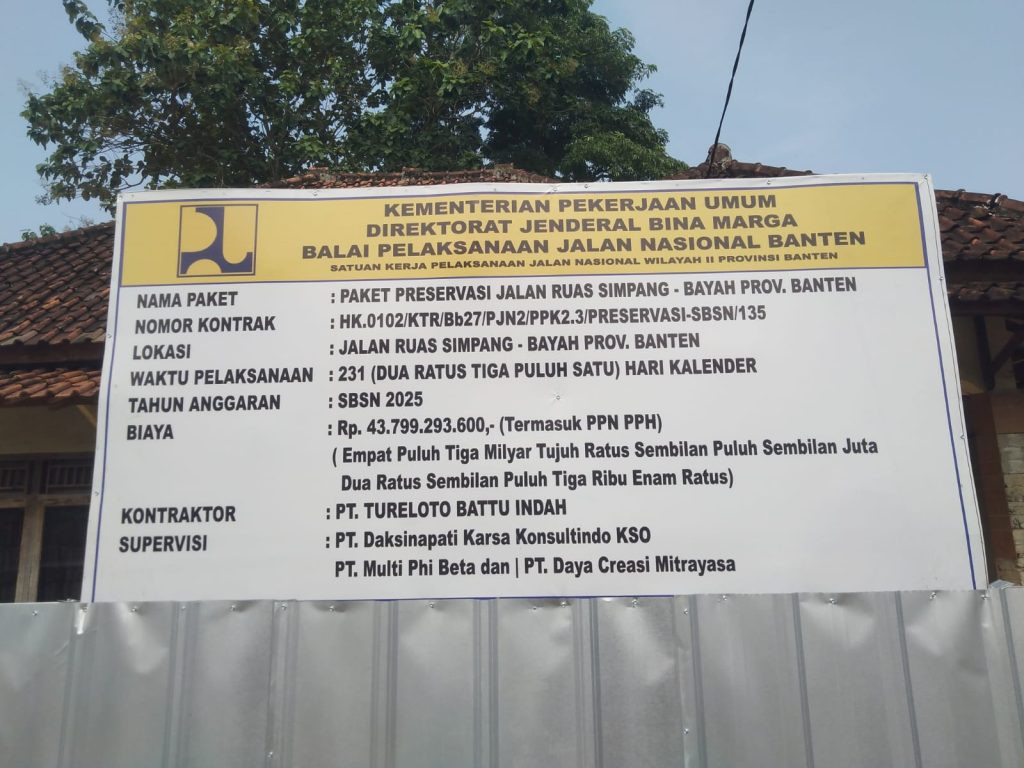 KEMENTERIAN PEKERJAAN UMUM
DIREKTORAT JENDERAL BINA MARGA
BALAI PELAKSANAAN JALAN NASIONAL BANTEN
SATUAN KERJA PELAKSANAAN JALAN NASIONAL WILAYAH II PROVINSI BANTEN
NAMA PAKET : PAKET PRESERVASI JALAN RUAS SIMPANG - BAYAH PROV. BANTEN
NOMOR KONTRAK : HK.0102/KTR/Bb27/PJN2/PPK2.3/PRESERVASI-SBSN/135
LOKASI : JALAN RUAS SIMPANG - BAYAH PROV. BANTEN
WAKTU PELAKSANAAN : 231 (DUA RATUS TIGA PULUH SATU) HARI KALENDER
TAHUN ANGGARAN : SBSN 2025
BIAYA : Rp. 43.799.293.600,- (Termasuk PPN PPH)
( Empat Puluh Tiga Milyar Tujuh Ratus Sembilan Puluh Sembilan Juta
Dua Ratus Sembilan Puluh Tiga Ribu Enam Ratus)
KONTRAKTOR : PT. TURELOTO BATTU INDAH
SUPERVISI : PT. Daksinapati Karsa Konsultindo KSO
PT. Multi Phi Beta dan | PT. Daya Creasi Mitrayasa